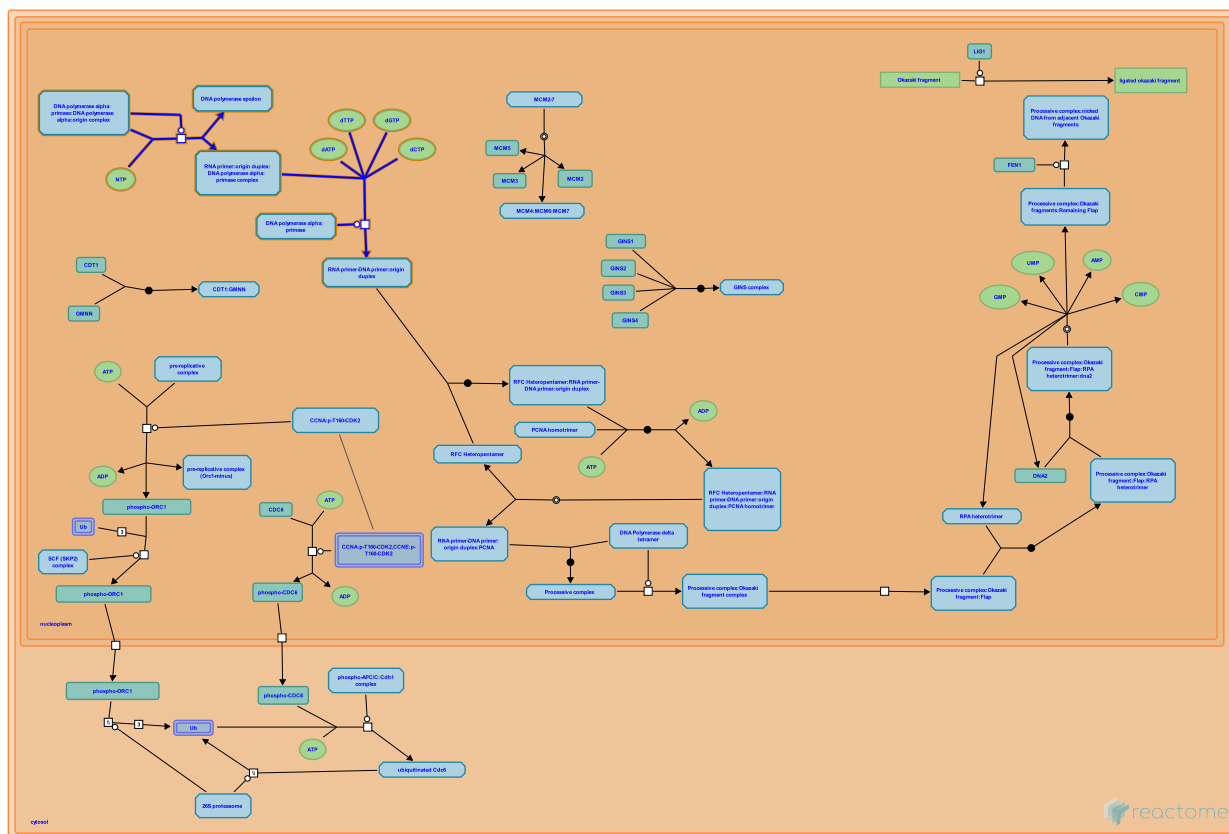 LIG1
Okazaki fragment
ligated okazaki fragment
DNA polymerase alpha:
primase:DNA polymerase
alpha:origin complex
DNA polymerase epsilon
NTP
RNA primer:origin duplex:
DNA polymerase alpha:
primase complex
dTTP
dGTP
dATP
dCTP
DNA polymerase alpha:
primase
RNA primer-DNA primer:origin
duplex
MCM2-7
MCM5
MCM3
MCM2
MCM4:MCM6:MCM7
Processive complex:nicked
DNA from adjacent Okazaki
fragments
FEN1
Processive complex:Okazaki
fragments:Remaining Flap
CDT1
GMNN
CDT1:GMNN
GINS1
GINS2
GINS3
GINS4
GINS complex
UMP
AMP
GMP
CMP
Processive complex:Okazaki
fragment:Flap:RPA
heterotrimer:dna2
ATP
pre-replicative
complex
CCNA:p-T160-CDK2
ADP
pre-replicative complex
(Orc1-minus)
phospho-ORC1
RFC Heteropentamer:RNA primer-
DNA primer:origin duplex
PCNA homotrimer
ADP
ATP
RFC Heteropentamer
RFC Heteropentamer:RNA
primer-DNA primer:origin
duplex:PCNA homotrimer
DNA2
Processive complex:Okazaki
fragment:Flap:RPA
heterotrimer
RPA heterotrimer
Ub
3
SCF (SKP2)
complex
phospho-ORC1
CDC6
ATP
CCNA:p-T160-CDK2,CCNE:p-
T160-CDK2
phospho-CDC6
ADP
RNA primer-DNA primer:
origin duplex:PCNA
DNA Polymerase delta
tetramer
Processive complex
Processive complex:Okazaki
fragment complex
Processive complex:Okazaki
fragment:Flap
nucleoplasm
phospho-ORC1
3
Ub
phospho-CDC6
phospho-APC/C:Cdh1
complex
ATP
ubiquitinated Cdc6
26S proteasome
cytosol
reactome